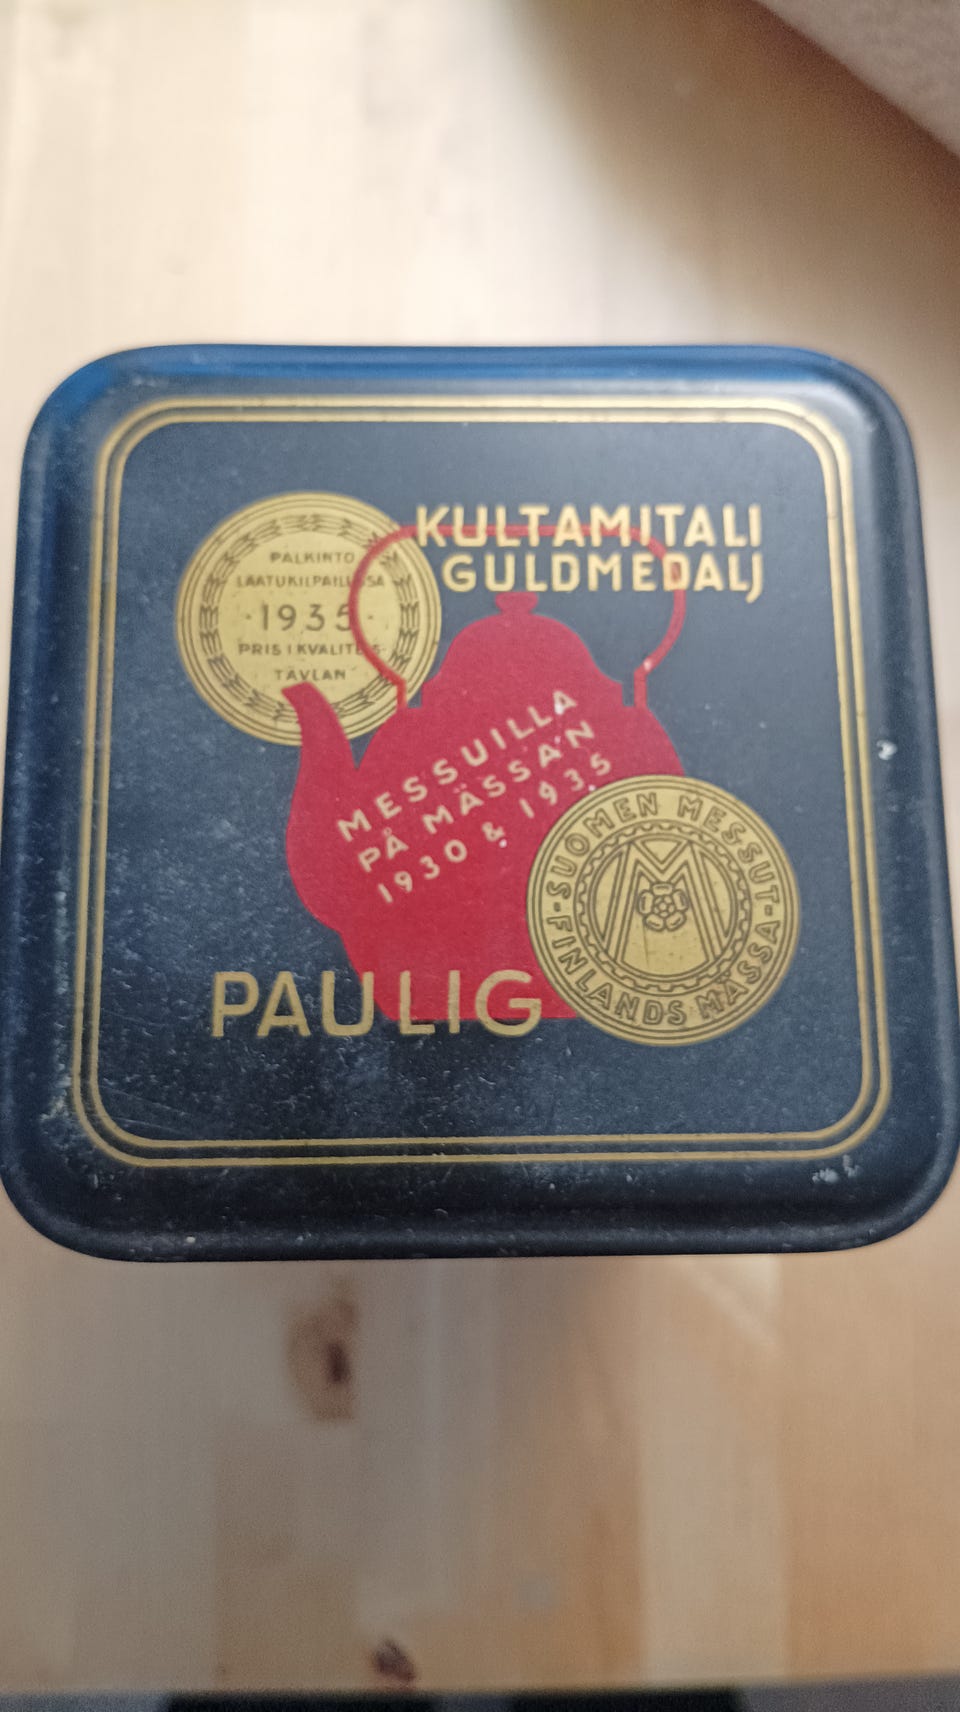 KULTAMITALI
GULDMEDALJ
PALKINTO
LAATUKILPAILUSSA
·1935·
PRIS I KVALITETS-
TÄVLAN
MESSUILLA
PÅ MÄSSAN
1930 & 1935
SUOMEN MESSUT-
-FINLANDS MÄSSA
M
PAULIG